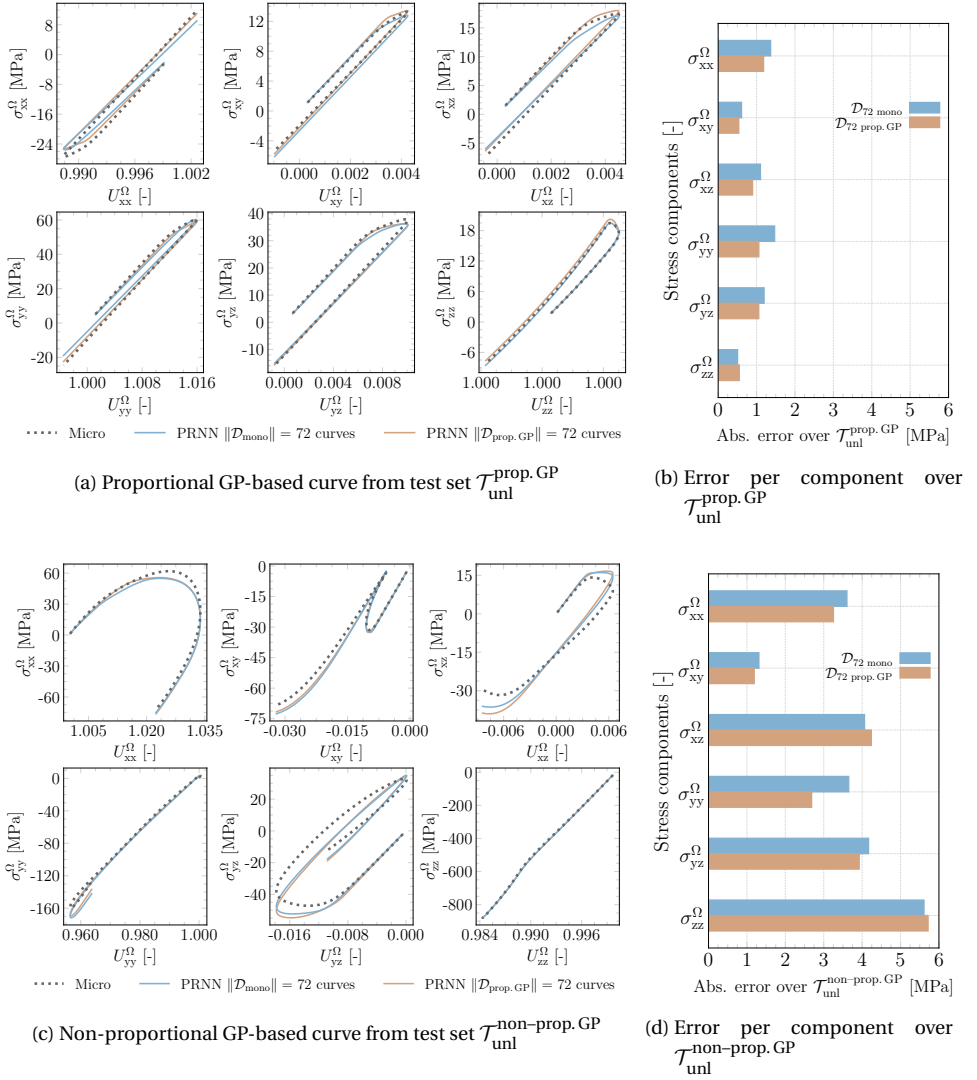 8
0
-8
-16
-24
σ^Ω_xx [MPa]
0.990 0.996 1.002
U^Ω_xx [-]
12
8
4
0
-4
σ^Ω_xy [MPa]
0.000 0.002 0.004
U^Ω_xy [-]
15
10
5
0
-5
σ^Ω_xz [MPa]
0.000 0.002 0.004
U^Ω_xz [-]
60
40
20
0
-20
σ^Ω_yy [MPa]
1.000 1.008 1.016
U^Ω_yy [-]
40
30
20
10
0
-10
σ^Ω_yz [MPa]
0.000 0.004 0.008
U^Ω_yz [-]
18
12
6
0
-6
σ^Ω_zz [MPa]
1.000 1.000 1.000
U^Ω_zz [-]
Micro PRNN ‖𝒟_mono‖ = 72 curves PRNN ‖𝒟_prop. GP‖ = 72 curves
(a) Proportional GP-based curve from test set 𝒯^prop. GP_unl
Stress components [-]
σ^Ω_xx
σ^Ω_xy
σ^Ω_xz
σ^Ω_yy
σ^Ω_yz
σ^Ω_zz
𝒟_72 mono
𝒟_72 prop. GP
0 1 2 3 4 5 6
Abs. error over 𝒯^prop. GP_unl [MPa]
(b) Error per component over
𝒯^prop. GP_unl
60
30
0
-30
-60
σ^Ω_xx [MPa]
1.005 1.020 1.035
U^Ω_xx [-]
0
-15
-30
-45
-60
-75
σ^Ω_xy [MPa]
-0.030 -0.015 0.000
U^Ω_xy [-]
15
0
-15
-30
σ^Ω_xz [MPa]
-0.006 0.000 0.006
U^Ω_xz [-]
0
-40
-80
-120
-160
σ^Ω_yy [MPa]
0.960 0.980 1.000
U^Ω_yy [-]
20
0
-20
-40
σ^Ω_yz [MPa]
-0.016 -0.008 0.000
U^Ω_yz [-]
0
-200
-400
-600
-800
σ^Ω_zz [MPa]
0.984 0.990 0.996
U^Ω_zz [-]
Micro PRNN ‖𝒟_mono‖ = 72 curves PRNN ‖𝒟_prop. GP‖ = 72 curves
(c) Non-proportional GP-based curve from test set 𝒯^non–prop. GP_unl
Stress components [-]
σ^Ω_xx
σ^Ω_xy
σ^Ω_xz
σ^Ω_yy
σ^Ω_yz
σ^Ω_zz
𝒟_72 mono
𝒟_72 prop. GP
0 1 2 3 4 5 6
Abs. error over 𝒯^non–prop. GP_unl [MPa]
(d) Error per component over
𝒯^non–prop. GP_unl